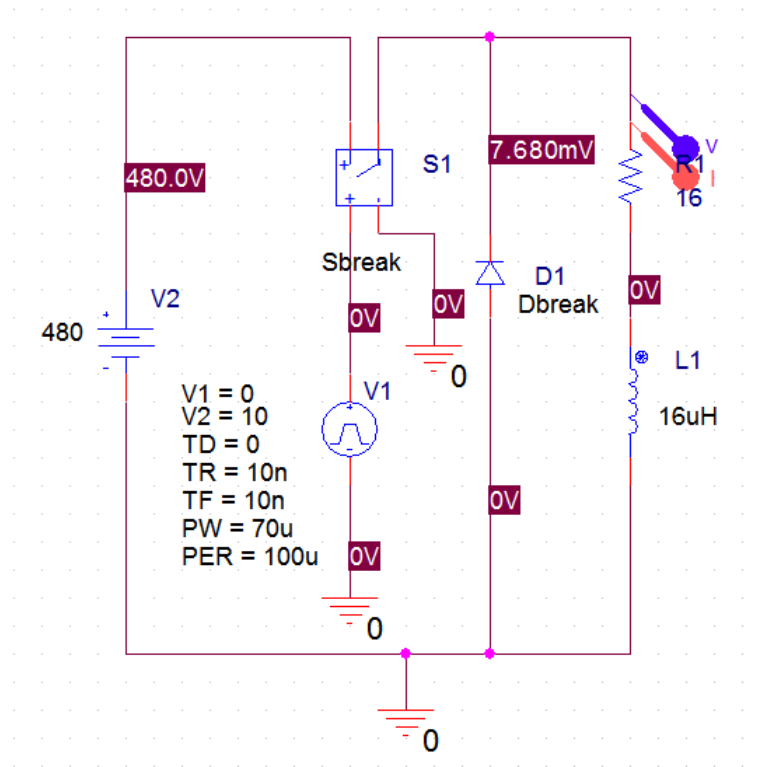 7.680mV
V
S1
R1
I
480.0V
16
Sbreak
D1
0V
V2
Dbreak
0V
0V
480
L1
0
V1 = 0
V1
V2 = 10
16uH
TD = 0
TR = 10n
TF = 10n
0V
PW = 70u
PER = 100u
0V
0
0